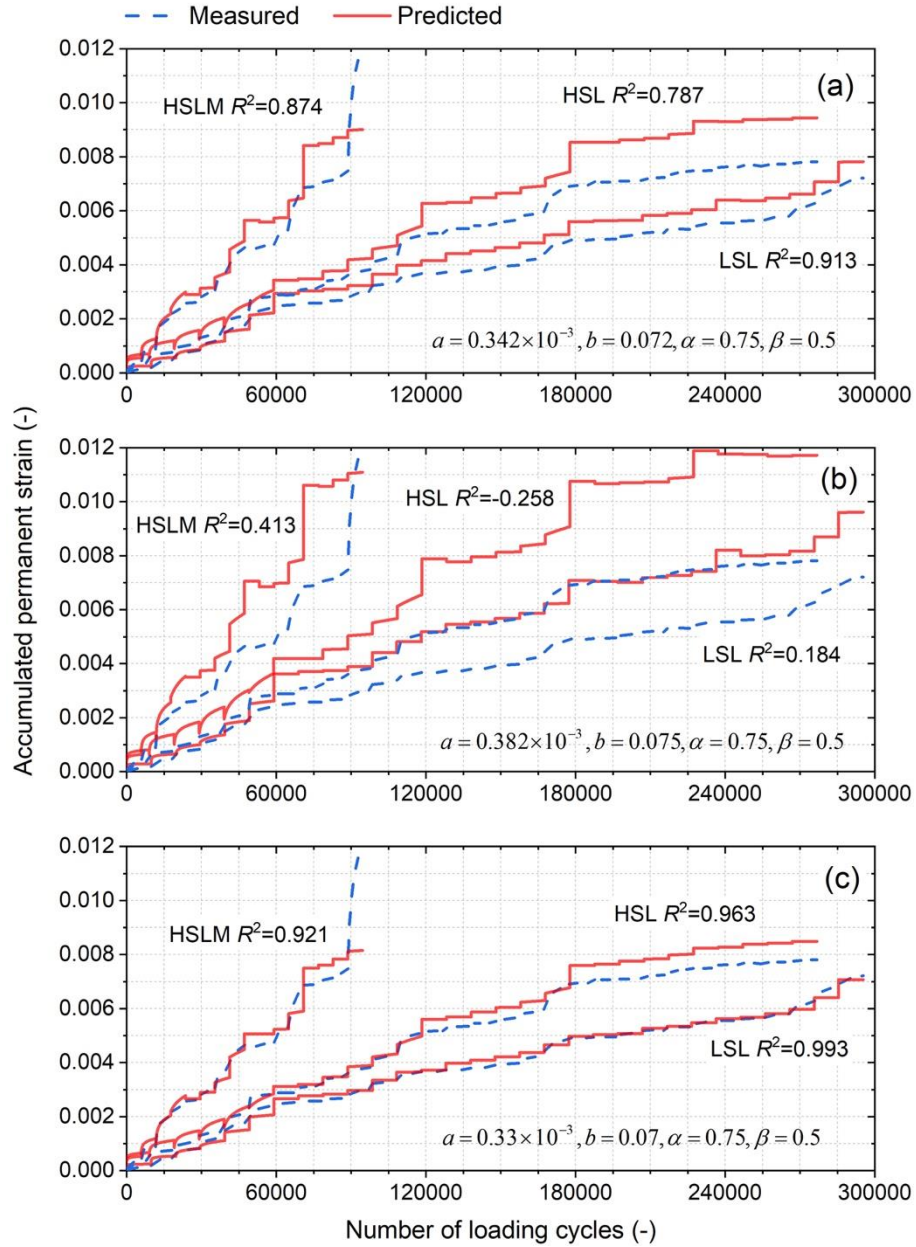 Measured Predicted
0.012
0.010
0.008
0.006
0.004
0.002
0.000
(a)
HSLM R²=0.874
HSL R²=0.787
LSL R²=0.913
a = 0.342×10⁻³, b = 0.072, α = 0.75, β = 0.5
0 60000 120000 180000 240000 300000
Accumulated permanent strain (-)
0.012
0.010
0.008
0.006
0.004
0.002
0.000
(b)
HSL R²=-0.258
HSLM R²=0.413
LSL R²=0.184
a = 0.382×10⁻³, b = 0.075, α = 0.75, β = 0.5
0 60000 120000 180000 240000 300000
0.012
0.010
0.008
0.006
0.004
0.002
0.000
(c)
HSL R²=0.963
HSLM R²=0.921
LSL R²=0.993
a = 0.33×10⁻³, b = 0.07, α = 0.75, β = 0.5
0 60000 120000 180000 240000 300000
Number of loading cycles (-)